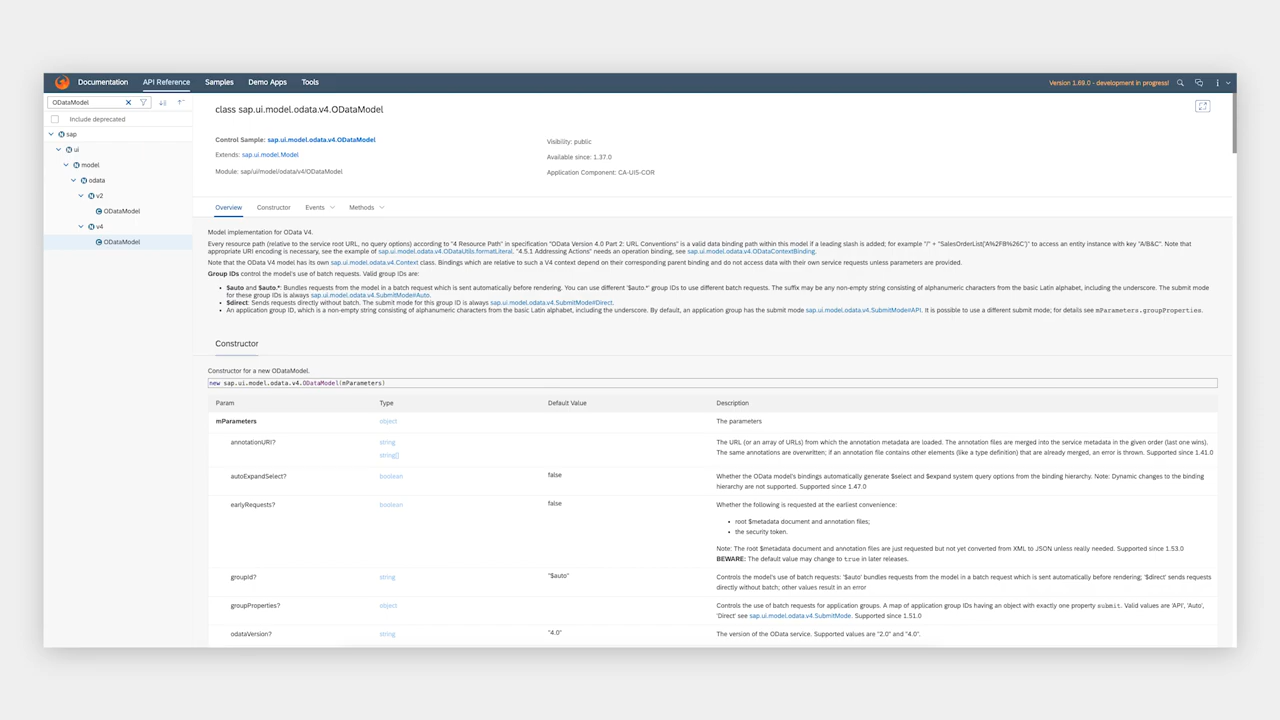 Documentation API Reference Samples Demo Apps Tools Version 1.69.0 - development in progress!
ODataModel
Include deprecated
sap
ui
model
odata
v2
ODataModel
v4
ODataModel
class sap.ui.model.odata.v4.ODataModel
Control Sample: sap.ui.model.odata.v4.ODataModel
Extends: sap.ui.model.Model
Module: sap/ui/model/odata/v4/ODataModel
Visibility: public
Available since: 1.37.0
Application Component: CA-UI5-COR
Overview Constructor Events Methods
Model implementation for OData V4.
Every resource path (relative to the service root URL, no query options) according to "4 Resource Path" in specification "OData Version 4.0 Part 2: URL Conventions" is a valid data binding path within this model if a leading slash is added; for example "/" + "SalesOrderList('A%2FB%26C')" to access an entity instance with key "A/B&C". Note that
appropriate URI encoding is necessary, see the example of sap.ui.model.odata.v4.ODataUtils.formatLiteral. "4.5.1 Addressing Actions" needs an operation binding, see sap.ui.model.odata.v4.ODataContextBinding.
Note that the OData V4 model has its own sap.ui.model.odata.v4.Context class. Bindings which are relative to such a V4 context depend on their corresponding parent binding and do not access data with their own service requests unless parameters are provided.
Group IDs control the model's use of batch requests. Valid group IDs are:
• $auto and $auto.*: Bundles requests from the model in a batch request which is sent automatically before rendering. You can use different '$auto.*' group IDs to use different batch requests. The suffix may be any non-empty string consisting of alphanumeric characters from the basic Latin alphabet, including the underscore. The submit mode
for these group IDs is always sap.ui.model.odata.v4.SubmitMode#Auto.
• $direct: Sends requests directly without batch. The submit mode for this group ID is always sap.ui.model.odata.v4.SubmitMode#Direct.
• An application group ID, which is a non-empty string consisting of alphanumeric characters from the basic Latin alphabet, including the underscore. By default, an application group has the submit mode sap.ui.model.odata.v4.SubmitMode#API. It is possible to use a different submit mode; for details see mParameters.groupProperties.
Constructor
Constructor for a new ODataModel.
new sap.ui.model.odata.v4.ODataModel(mParameters)
Param Type Default Value Description
mParameters object The parameters
annotationURI? string The URL (or an array of URLs) from which the annotation metadata are loaded. The annotation files are merged into the service metadata in the given order (last one wins).
string[] The same annotations are overwritten; if an annotation file contains other elements (like a type definition) that are already merged, an error is thrown. Supported since 1.41.0
autoExpandSelect? boolean false Whether the OData model's bindings automatically generate $select and $expand system query options from the binding hierarchy. Note: Dynamic changes to the binding
hierarchy are not supported. Supported since 1.47.0
earlyRequests? boolean false Whether the following is requested at the earliest convenience:
• root $metadata document and annotation files;
• the security token.
Note: The root $metadata document and annotation files are just requested but not yet converted from XML to JSON unless really needed. Supported since 1.53.0
BEWARE: The default value may change to true in later releases.
groupId? string "$auto" Controls the model's use of batch requests: '$auto' bundles requests from the model in a batch request which is sent automatically before rendering; '$direct' sends requests
directly without batch; other values result in an error
groupProperties? object Controls the use of batch requests for application groups. A map of application group IDs having an object with exactly one property submit. Valid values are 'API', 'Auto',
'Direct' see sap.ui.model.odata.v4.SubmitMode. Supported since 1.51.0
odataVersion? string "4.0" The version of the OData service. Supported values are "2.0" and "4.0".